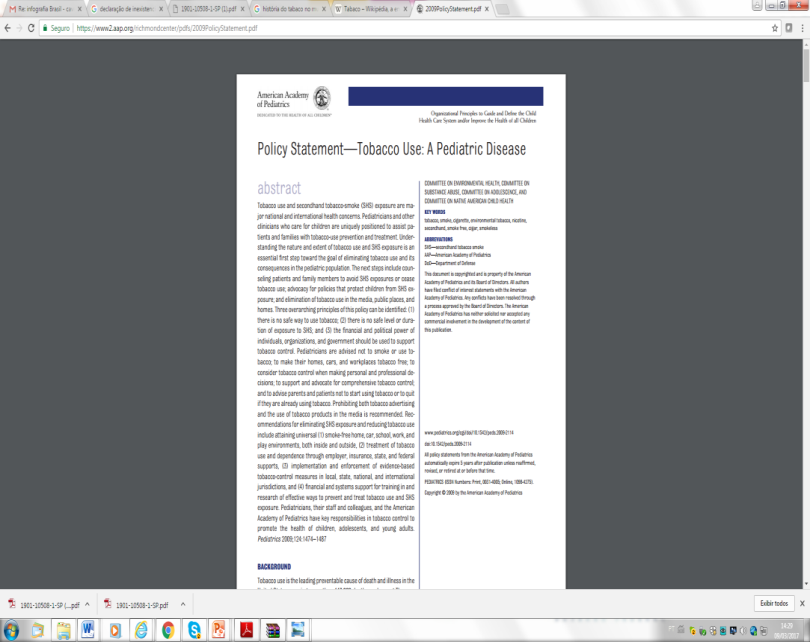 Re: infografia Brasil - co
declaração de inexisten
1901-10508-1-SP (1).pdf
história do tabaco no m
Tabaco – Wikipédia, a e
2009PolicyStatement.pdf
Seguro
https://www2.aap.org/richmondcenter/pdfs/2009PolicyStatement.pdf
American Academy
of Pediatrics
DEDICATED TO THE HEALTH OF ALL CHILDREN
Organizational Principles to Guide and Define the Child
Health Care System and/or Improve the Health of all Children
Policy Statement—Tobacco Use: A Pediatric Disease
abstract
Tobacco use and secondhand tobacco-smoke (SHS) exposure are ma-
jor national and international health concerns. Pediatricians and other
clinicians who care for children are uniquely positioned to assist pa-
tients and families with tobacco-use prevention and treatment. Under-
standing the nature and extent of tobacco use and SHS exposure is an
essential first step toward the goal of eliminating tobacco use and its
consequences in the pediatric population. The next steps include coun-
seling patients and family members to avoid SHS exposures or cease
tobacco use; advocacy for policies that protect children from SHS ex-
posure; and elimination of tobacco use in the media, public places, and
homes. Three overarching principles of this policy can be identified: (1)
there is no safe way to use tobacco; (2) there is no safe level or dura-
tion of exposure to SHS; and (3) the financial and political power of
individuals, organizations, and government should be used to support
tobacco control. Pediatricians are advised not to smoke or use to-
bacco; to make their homes, cars, and workplaces tobacco free; to
consider tobacco control when making personal and professional de-
cisions; to support and advocate for comprehensive tobacco control;
and to advise parents and patients not to start using tobacco or to quit
if they are already using tobacco. Prohibiting both tobacco advertising
and the use of tobacco products in the media is recommended. Rec-
ommendations for eliminating SHS exposure and reducing tobacco use
include attaining universal (1) smoke-free home, car, school, work, and
play environments, both inside and outside, (2) treatment of tobacco
use and dependence through employer, insurance, state, and federal
supports, (3) implementation and enforcement of evidence-based
tobacco-control measures in local, state, national, and international
jurisdictions, and (4) financial and systems support for training in and
research of effective ways to prevent and treat tobacco use and SHS
exposure. Pediatricians, their staff and colleagues, and the American
Academy of Pediatrics have key responsibilities in tobacco control to
promote the health of children, adolescents, and young adults.
Pediatrics 2009;124:1474–1487
BACKGROUND
Tobacco use is the leading preventable cause of death and illness in the
COMMITTEE ON ENVIRONMENTAL HEALTH, COMMITTEE ON
SUBSTANCE ABUSE, COMMITTEE ON ADOLESCENCE, AND
COMMITTEE ON NATIVE AMERICAN CHILD HEALTH
KEY WORDS
tobacco, smoke, cigarette, environmental tobacco, nicotine,
secondhand, smoke free, cigar, smokeless
ABBREVIATIONS
SHS—secondhand tobacco smoke
AAP—American Academy of Pediatrics
DoD—Department of Defense
This document is copyrighted and is property of the American
Academy of Pediatrics and its Board of Directors. All authors
have filed conflict of interest statements with the American
Academy of Pediatrics. Any conflicts have been resolved through
a process approved by the Board of Directors. The American
Academy of Pediatrics has neither solicited nor accepted any
commercial involvement in the development of the content of
this publication.
www.pediatrics.org/cgi/doi/10.1542/peds.2009-2114
doi:10.1542/peds.2009-2114
All policy statements from the American Academy of Pediatrics
automatically expire 5 years after publication unless reaffirmed,
revised, or retired at or before that time.
PEDIATRICS (ISSN Numbers: Print, 0031-4005; Online, 1098-4275).
Copyright © 2009 by the American Academy of Pediatrics
1901-10508-1-SP (....pdf
1901-10508-1-SP.pdf
Exibir todos
PT
14:29
09/01/2017